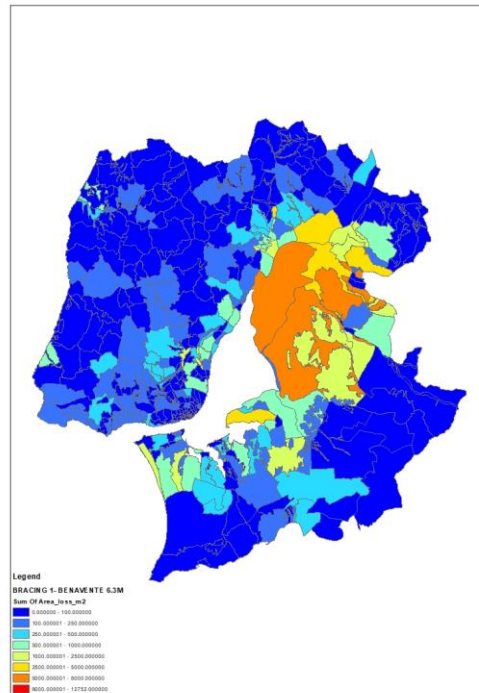 Legend
BRACING 1- BENAVENTE 6.3M
Sum Of Area_loss_m2
0.000000 - 100.000000
100.000001 - 250.000000
250.000001 - 500.000000
500.000001 - 1000.000000
1000.000001 - 2500.000000
2500.000001 - 5000.000000
5000.000001 - 8000.000000
8000.000001 - 12752.000000